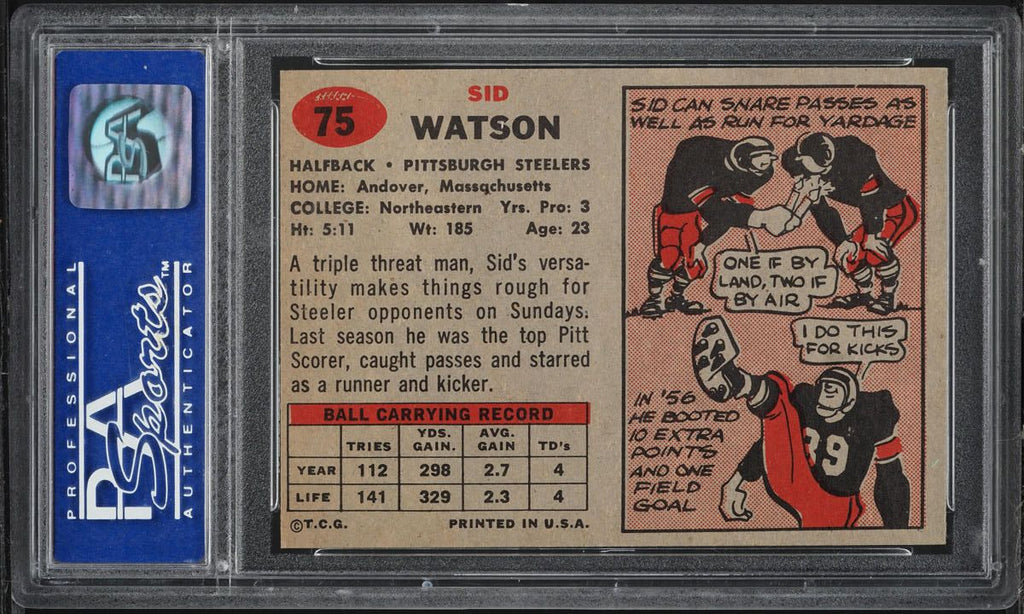 PSA
PROFESSIONAL
PSA
Sports™
AUTHENTICATOR
75
SID
WATSON
HALFBACK • PITTSBURGH STEELERS
HOME: Andover, Massachusetts
COLLEGE: Northeastern Yrs. Pro: 3
Ht: 5:11 Wt: 185 Age: 23
A triple threat man, Sid's versa-
tility makes things rough for
Steeler opponents on Sundays.
Last season he was the top Pitt
Scorer, caught passes and starred
as a runner and kicker.
BALL CARRYING RECORD
TRIES YDS. GAIN. AVG. GAIN TD's
YEAR 112 298 2.7 4
LIFE 141 329 2.3 4
©T.C.G. PRINTED IN U.S.A.
SID CAN SNARE PASSES AS
WELL AS RUN FOR YARDAGE
ONE IF BY
LAND, TWO IF
BY AIR
I DO THIS
FOR KICKS
IN '56
HE BOOTED
10 EXTRA
POINTS
AND ONE
FIELD
GOAL
89